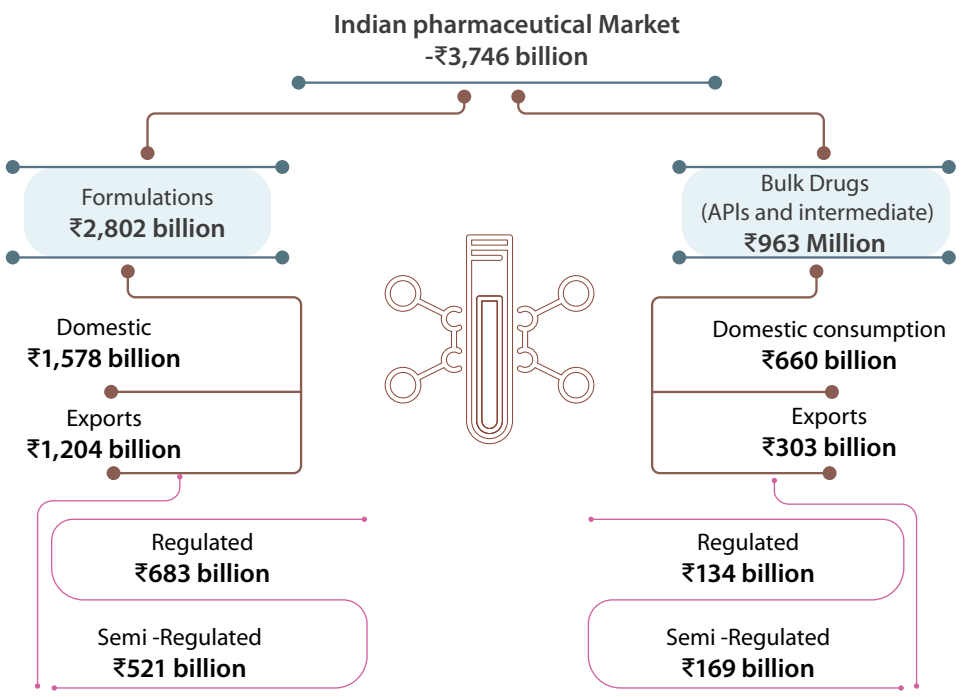 Indian pharmaceutical Market
-₹3,746 billion
Formulations
₹2,802 billion
Bulk Drugs
(APIs and intermediate)
₹963 Million
Domestic
₹1,578 billion
Exports
₹1,204 billion
Domestic consumption
₹660 billion
Exports
₹303 billion
Regulated
₹683 billion
Semi -Regulated
₹521 billion
Regulated
₹134 billion
Semi -Regulated
₹169 billion